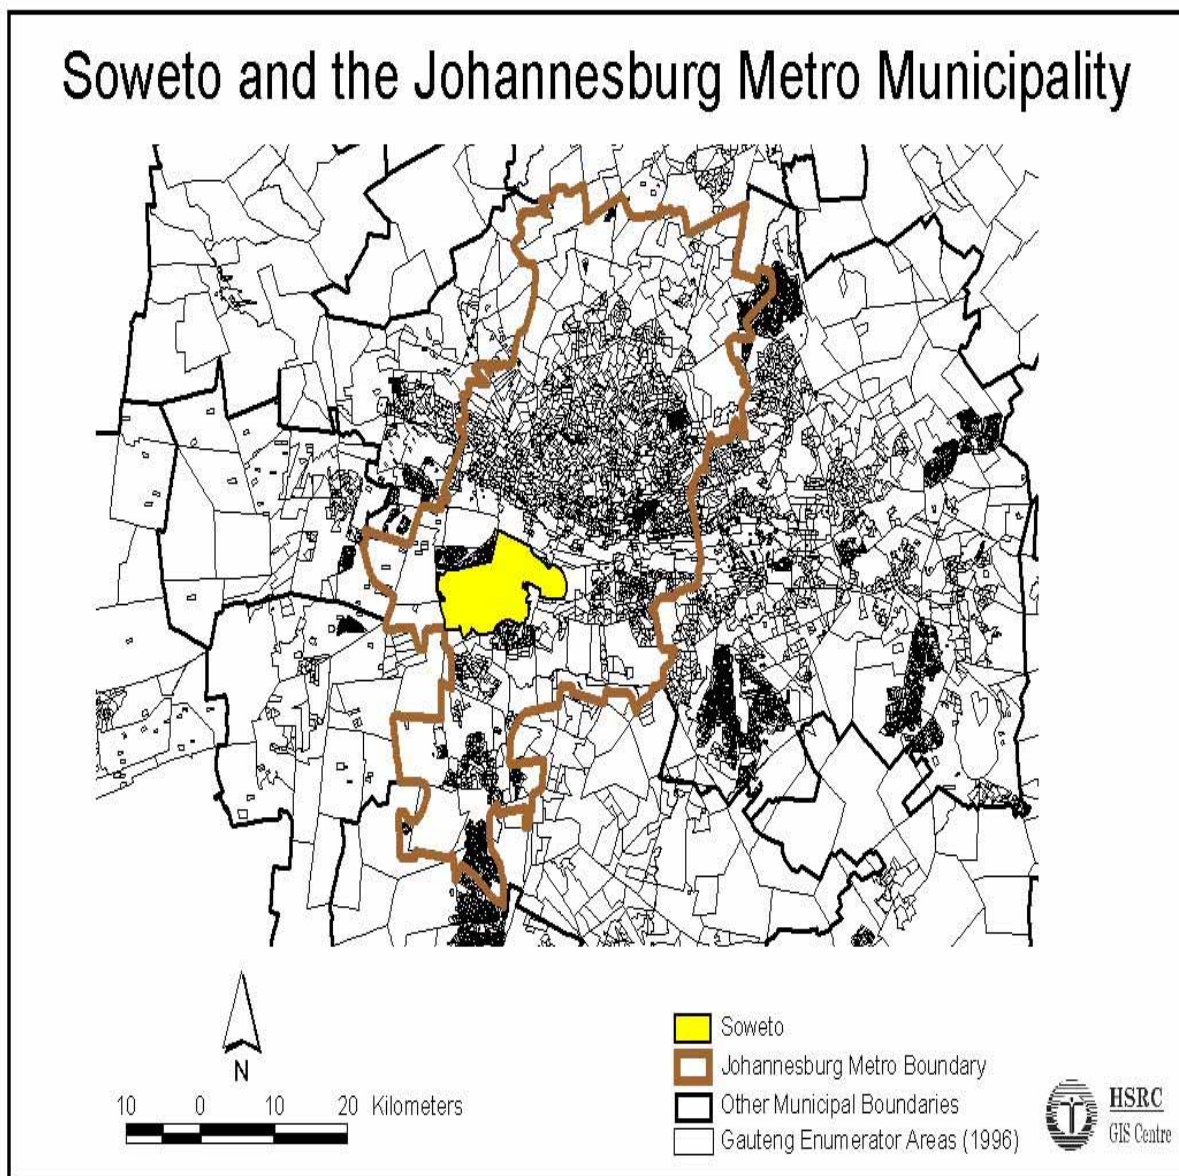 Soweto and the Johannesburg Metro Municipality
N
10 0 10 20 Kilometers
Soweto
Johannesburg Metro Boundary
Other Municipal Boundaries
Gauteng Enumerator Areas (1996)
HSRC
GIS Centre